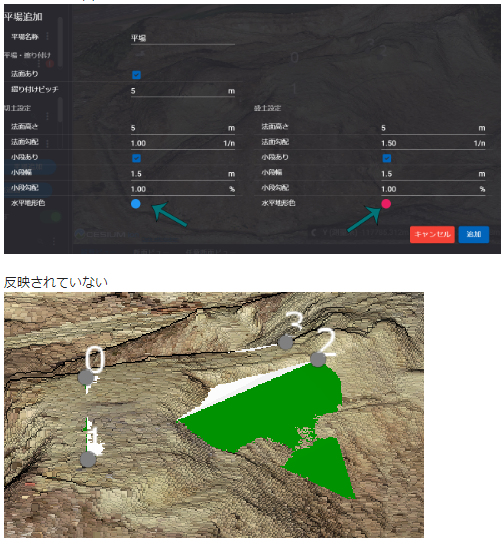 平場追加
平場名称 平場
平場・擦り付け
法面あり
擦り付けピッチ 5 m
切土設定 盛土設定
法面高さ 5 m 法面高さ 5 m
法面勾配 1.00 1/n 法面勾配 1.50 1/n
小段あり 小段あり
小段幅 1.5 m 小段幅 1.5 m
小段勾配 1.00 % 小段勾配 1.00 %
水平地形色 水平地形色
キャンセル 追加
反映されていない
3
2
0